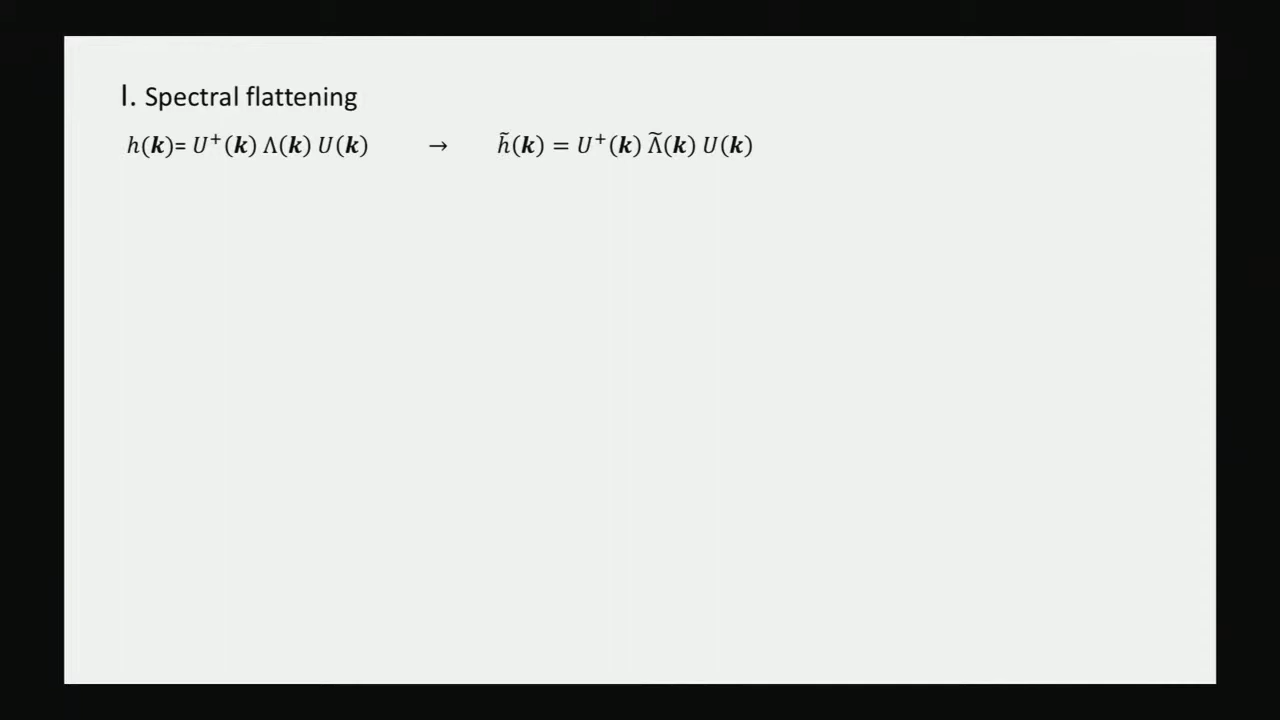 I. Spectral flattening
h(k)= U⁺(k) Λ(k) U(k) → h̃(k) = U⁺(k) Λ̃(k) U(k)